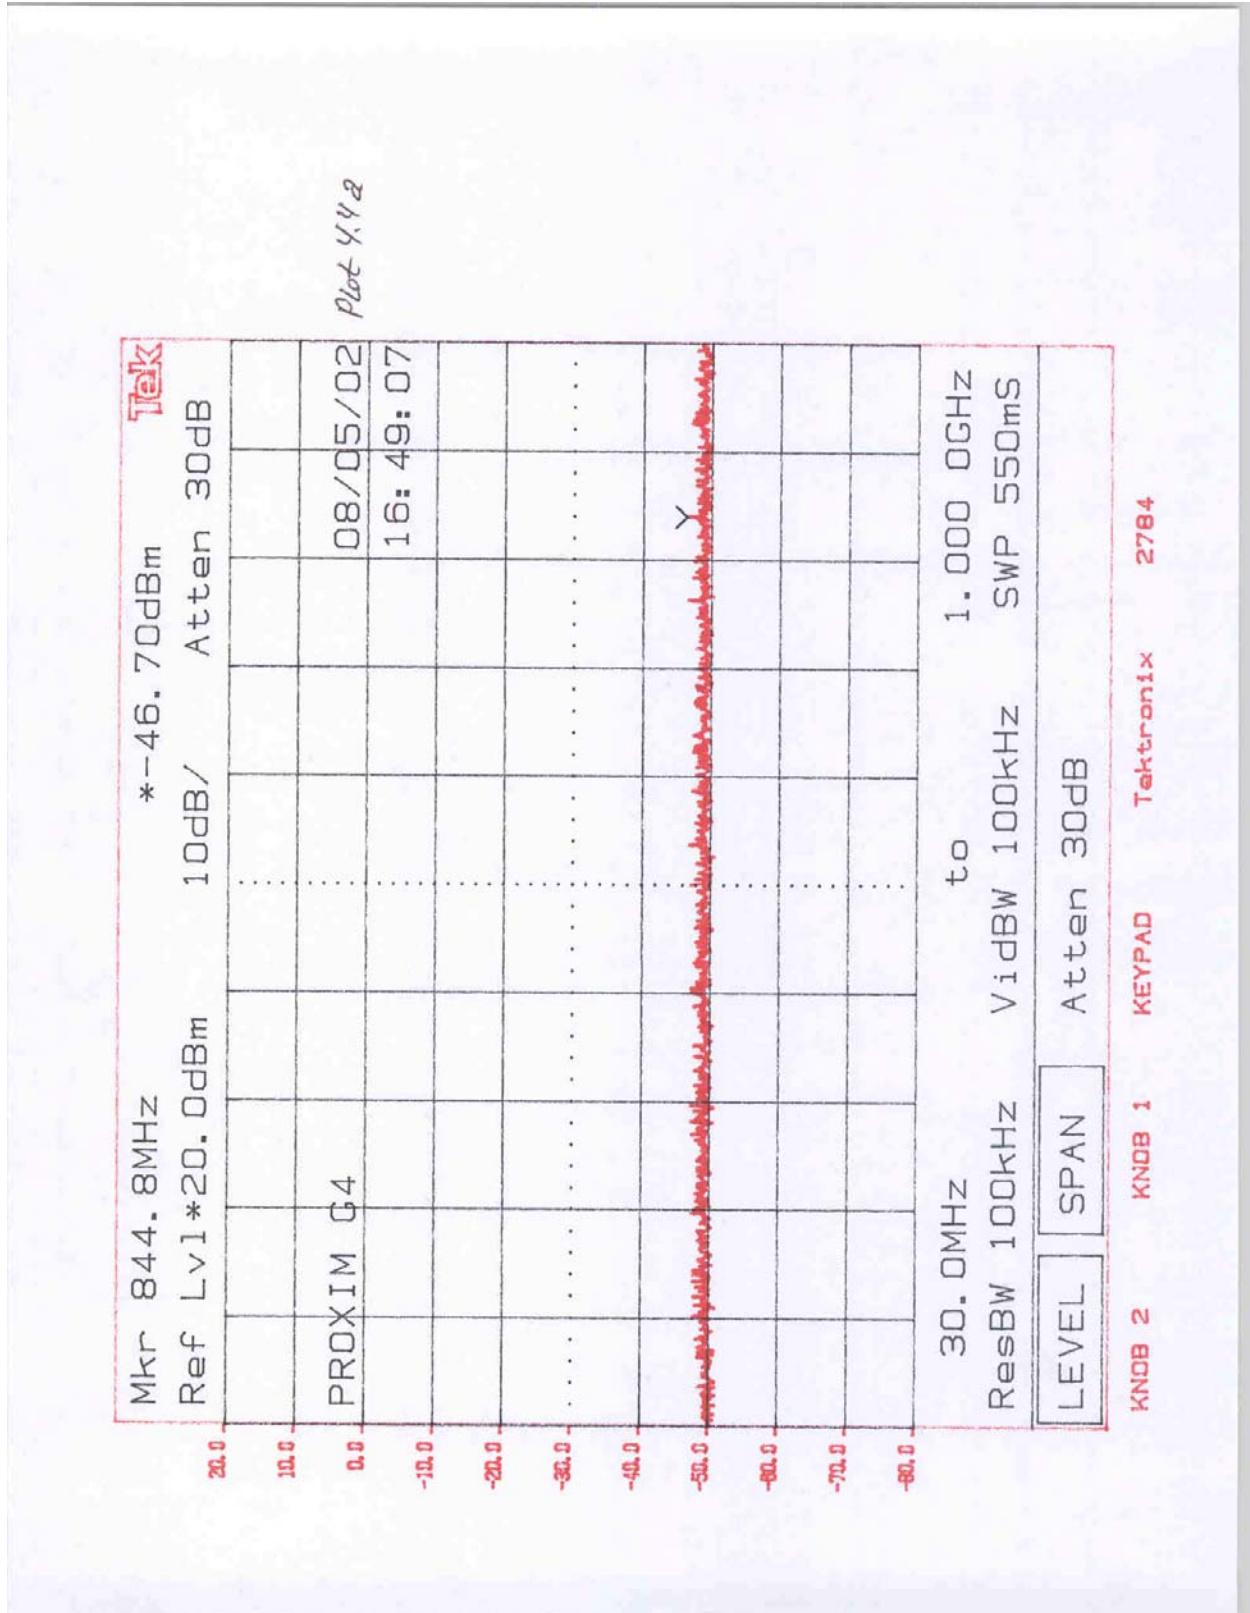 Mkr 844.8MHz *-46.70dBm Tek
Ref Lvl*20.0dBm 10dB/ Atten 30dB
20.0
10.0
PROXIM G4 08/05/02 Plot 4.4a
0.0
16:49:07
-10.0
-20.0
-30.0
-40.0
-50.0
-60.0
-70.0
-80.0
30.0MHz to 1.000 0GHz
ResBW 100kHz VidBW 100kHz SWP 550mS
LEVEL SPAN Atten 30dB
KNOB 2 KNOB 1 KEYPAD Tektronix 2784